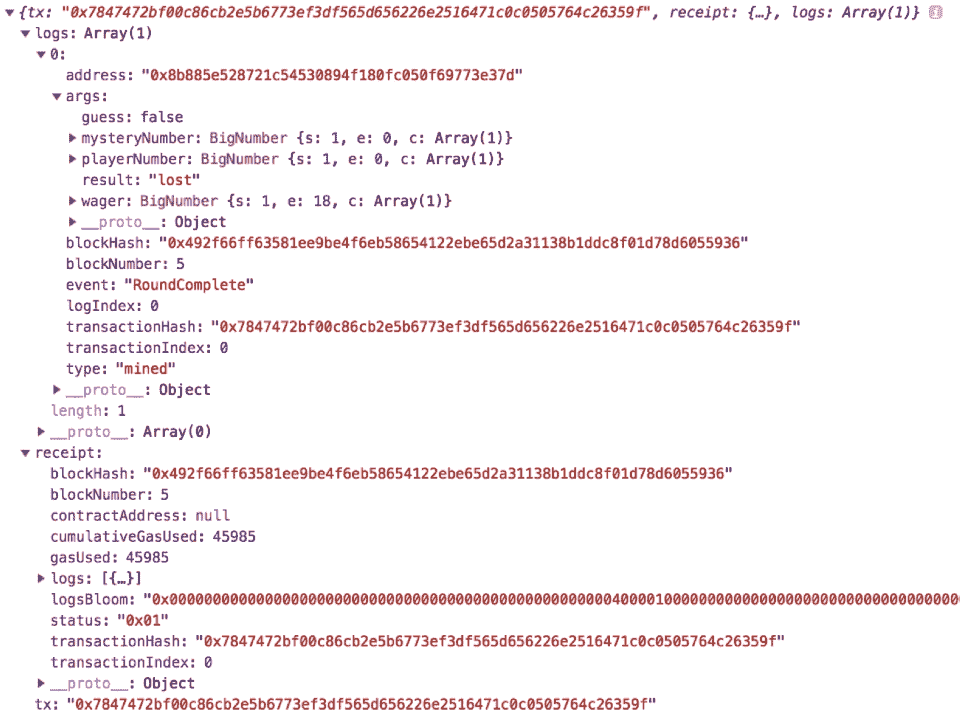 ▼{tx: "0x7847472bf00c86cb2e5b6773ef3df565d656226e2516471c0c0505764c26359f", receipt: {…}, logs: Array(1)} i
▼logs: Array(1)
▼0:
address: "0x8b885e528721c54530894f180fc050f69773e37d"
▼args:
guess: false
▶mysteryNumber: BigNumber {s: 1, e: 0, c: Array(1)}
▶playerNumber: BigNumber {s: 1, e: 0, c: Array(1)}
result: "lost"
▶wager: BigNumber {s: 1, e: 18, c: Array(1)}
▶__proto__: Object
blockHash: "0x492f66ff63581ee9be4f6eb58654122ebe65d2a31138b1ddc8f01d78d6055936"
blockNumber: 5
event: "RoundComplete"
logIndex: 0
transactionHash: "0x7847472bf00c86cb2e5b6773ef3df565d656226e2516471c0c0505764c26359f"
transactionIndex: 0
type: "mined"
▶__proto__: Object
length: 1
▶__proto__: Array(0)
▼receipt:
blockHash: "0x492f66ff63581ee9be4f6eb58654122ebe65d2a31138b1ddc8f01d78d6055936"
blockNumber: 5
contractAddress: null
cumulativeGasUsed: 45985
gasUsed: 45985
▶logs: [{…}]
logsBloom: "0x00000000000000000000000000000000000000000000000000040000100000000000000000000000000000000
status: "0x01"
transactionHash: "0x7847472bf00c86cb2e5b6773ef3df565d656226e2516471c0c0505764c26359f"
transactionIndex: 0
▶__proto__: Object
tx: "0x7847472bf00c86cb2e5b6773ef3df565d656226e2516471c0c0505764c26359f"